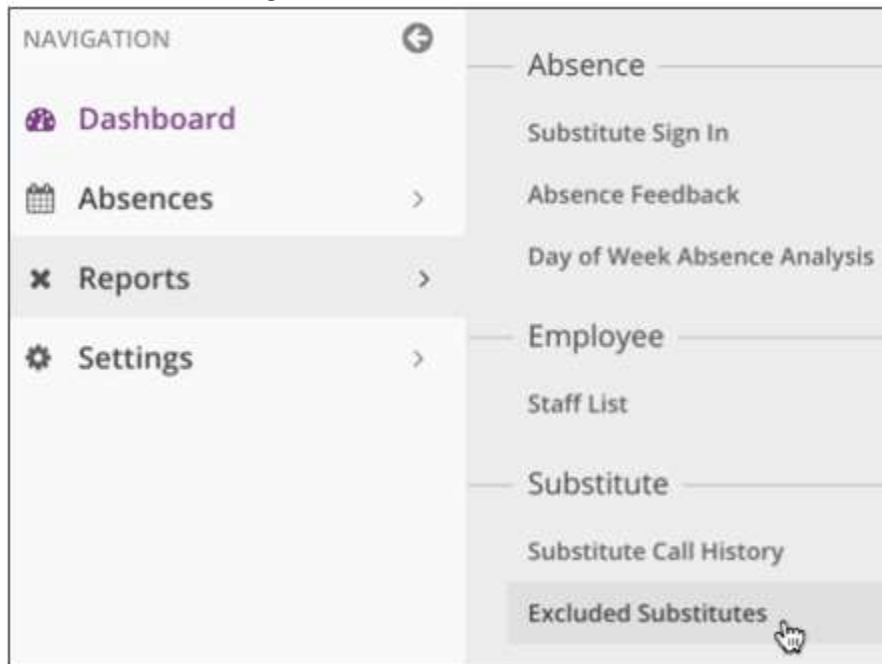 NAVIGATION
Dashboard
Absences
Reports
Settings
Absence
Substitute Sign In
Absence Feedback
Day of Week Absence Analysis
Employee
Staff List
Substitute
Substitute Call History
Excluded Substitutes